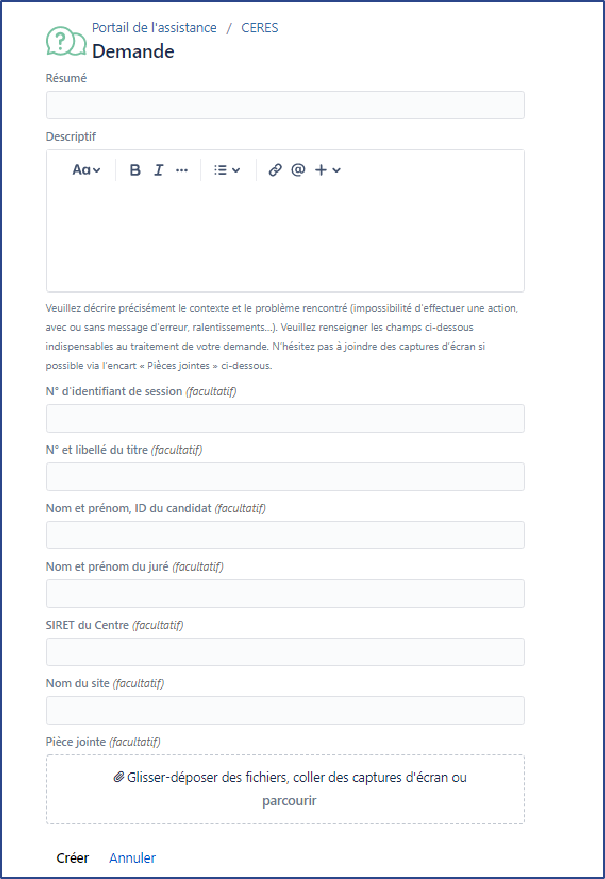 Portail de l'assistance / CERES
Demande
Résumé
Descriptif
Aa B I ... @ +
Veuillez décrire précisément le contexte et le problème rencontré (impossibilité d'effectuer une action,
avec ou sans message d'erreur, ralentissements...). Veuillez renseigner les champs ci-dessous
indispensables au traitement de votre demande. N'hésitez pas à joindre des captures d'écran si
possible via l'encart « Pièces jointes » ci-dessous.
N° d'identifiant de session (facultatif)
N° et libellé du titre (facultatif)
Nom et prénom, ID du candidat (facultatif)
Nom et prénom du juré (facultatif)
SIRET du Centre (facultatif)
Nom du site (facultatif)
Pièce jointe (facultatif)
Glisser-déposer des fichiers, coller des captures d'écran ou
parcourir
Créer Annuler